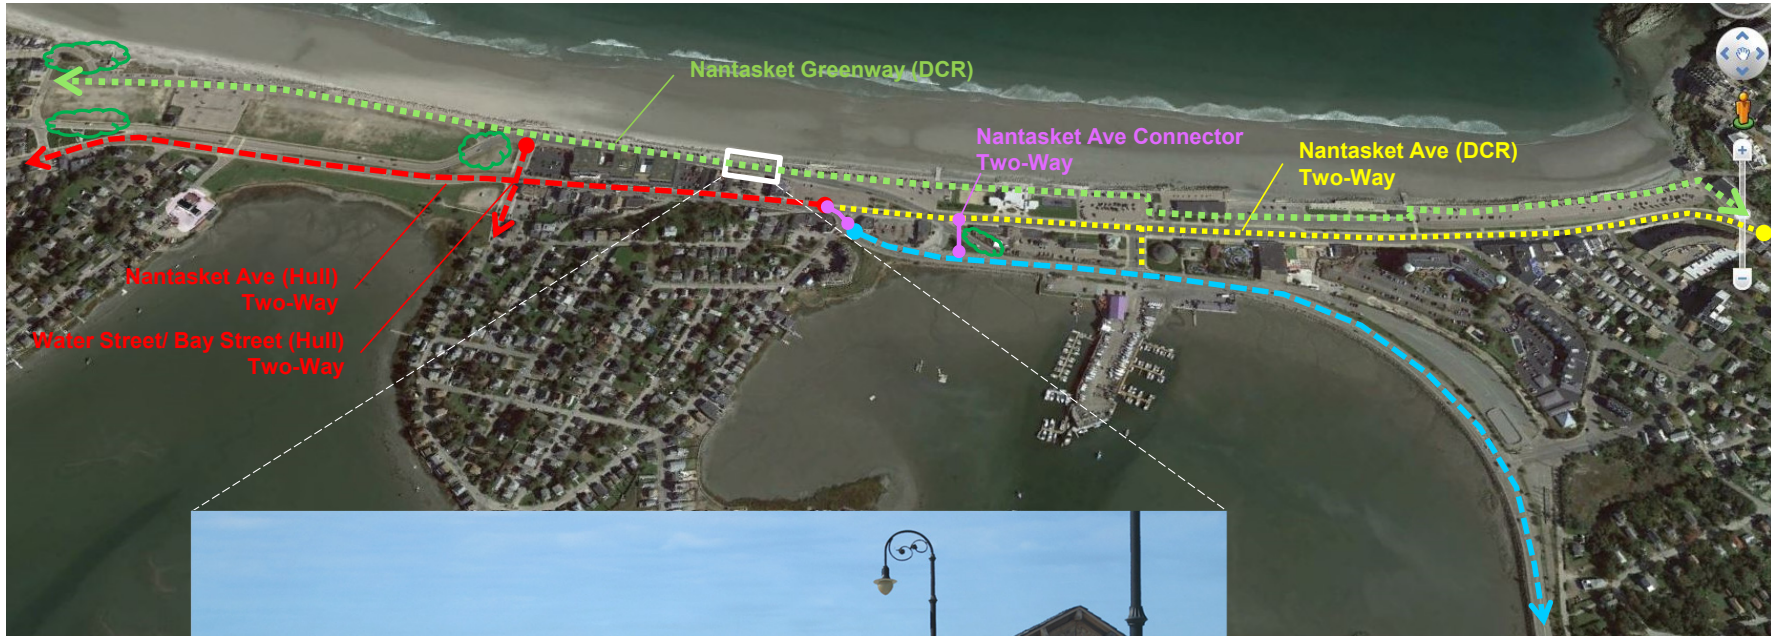 Nantasket Greenway (DCR)
Nantasket Ave Connector
Two-Way
Nantasket Ave (DCR)
Two-Way
Nantasket Ave (Hull)
Two-Way
Water Street/ Bay Street (Hull)
Two-Way